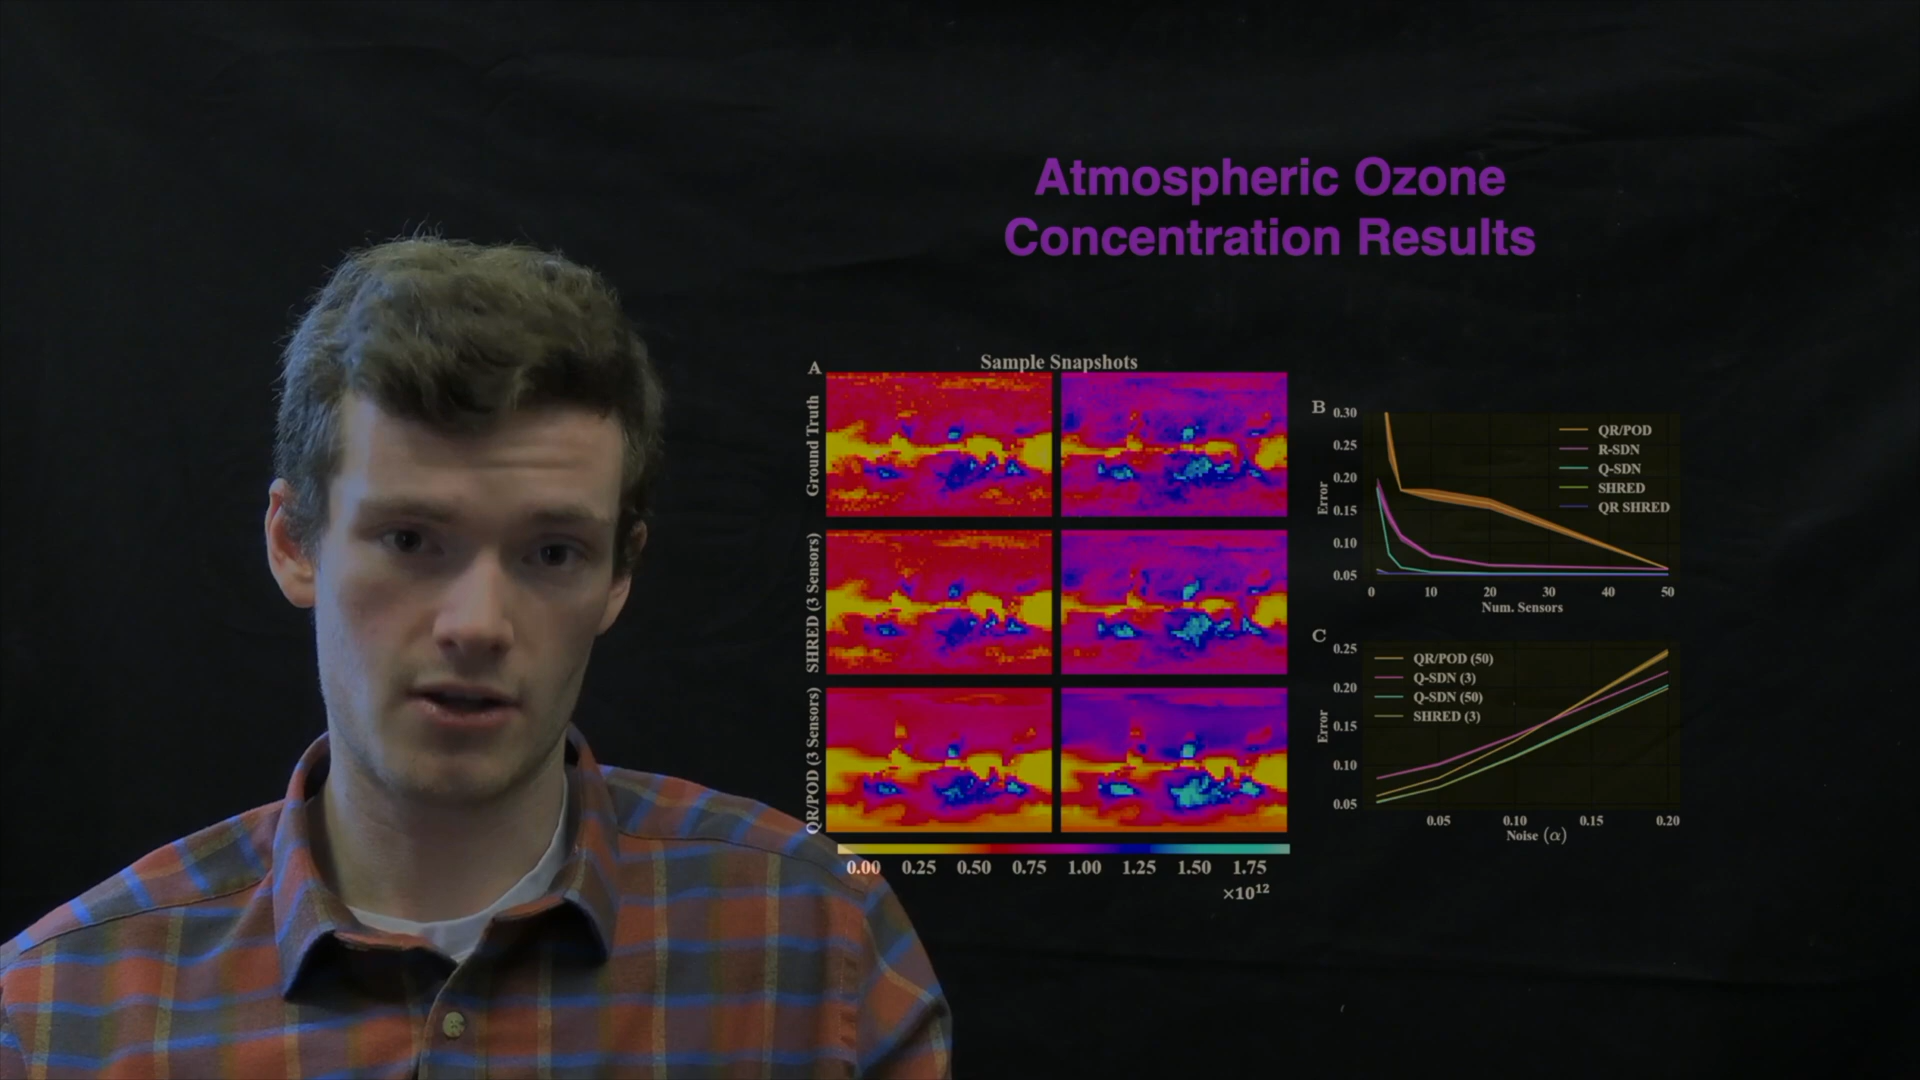 Atmospheric Ozone
Concentration Results
A
Sample Snapshots
Ground Truth
SHRED (3 Sensors)
QR/POD (3 Sensors)
0.00 0.25 0.50 0.75 1.00 1.25 1.50 1.75
×10¹²
B
0.30
0.25
0.20
0.15
0.10
0.05
Error
QR/POD
R-SDN
Q-SDN
SHRED
QR SHRED
0 10 20 30 40 50
Num. Sensors
C
0.25
0.20
0.15
0.10
0.05
Error
QR/POD (50)
Q-SDN (3)
Q-SDN (50)
SHRED (3)
0.05 0.10 0.15 0.20
Noise (α)